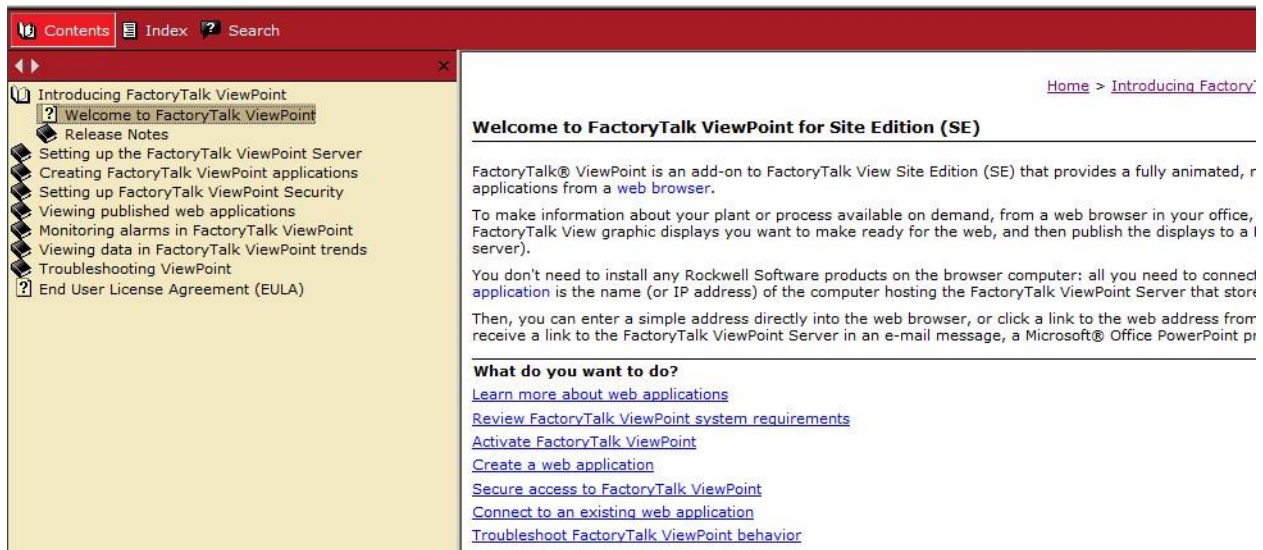 Contents Index Search
Introducing FactoryTalk ViewPoint
Welcome to FactoryTalk ViewPoint
Release Notes
Setting up the FactoryTalk ViewPoint Server
Creating FactoryTalk ViewPoint applications
Setting up FactoryTalk ViewPoint Security
Viewing published web applications
Monitoring alarms in FactoryTalk ViewPoint
Viewing data in FactoryTalk ViewPoint trends
Troubleshooting ViewPoint
End User License Agreement (EULA)
Home > Introducing Factory
Welcome to FactoryTalk ViewPoint for Site Edition (SE)
FactoryTalk® ViewPoint is an add-on to FactoryTalk View Site Edition (SE) that provides a fully animated,
applications from a web browser.
To make information about your plant or process available on demand, from a web browser in your office,
FactoryTalk View graphic displays you want to make ready for the web, and then publish the displays to a
server).
You don't need to install any Rockwell Software products on the browser computer: all you need to connect
application is the name (or IP address) of the computer hosting the FactoryTalk ViewPoint Server that store
Then, you can enter a simple address directly into the web browser, or click a link to the web address from
receive a link to the FactoryTalk ViewPoint Server in an e-mail message, a Microsoft® Office PowerPoint
What do you want to do?
Learn more about web applications
Review FactoryTalk ViewPoint system requirements
Activate FactoryTalk ViewPoint
Create a web application
Secure access to FactoryTalk ViewPoint
Connect to an existing web application
Troubleshoot FactoryTalk ViewPoint behavior